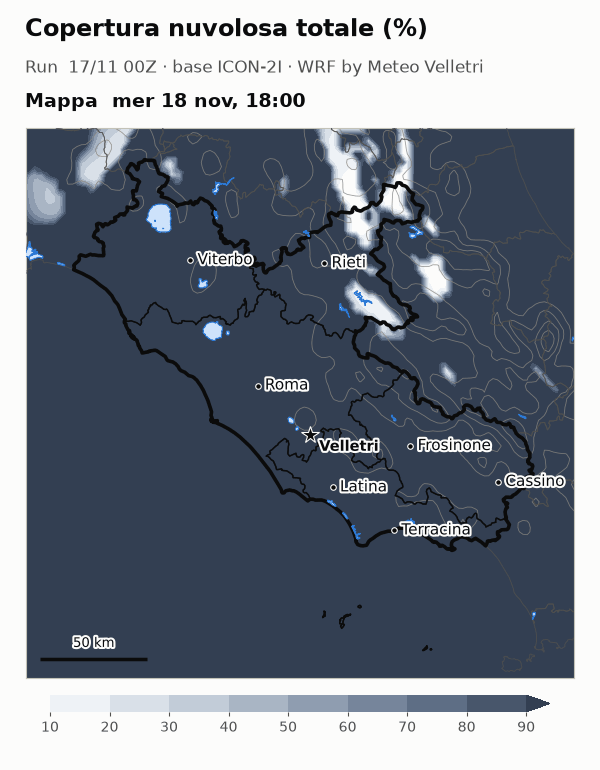 Copertura nuvolosa totale (%)
Run  17/11 00Z · base ICON-2I · WRF by Meteo Velletri
Mappa  mer 18 nov, 18:00
Viterbo
Rieti
Roma
Velletri
Frosinone
Cassino
Latina
Terracina
50 km
10 20 30 40 50 60 70 80 90